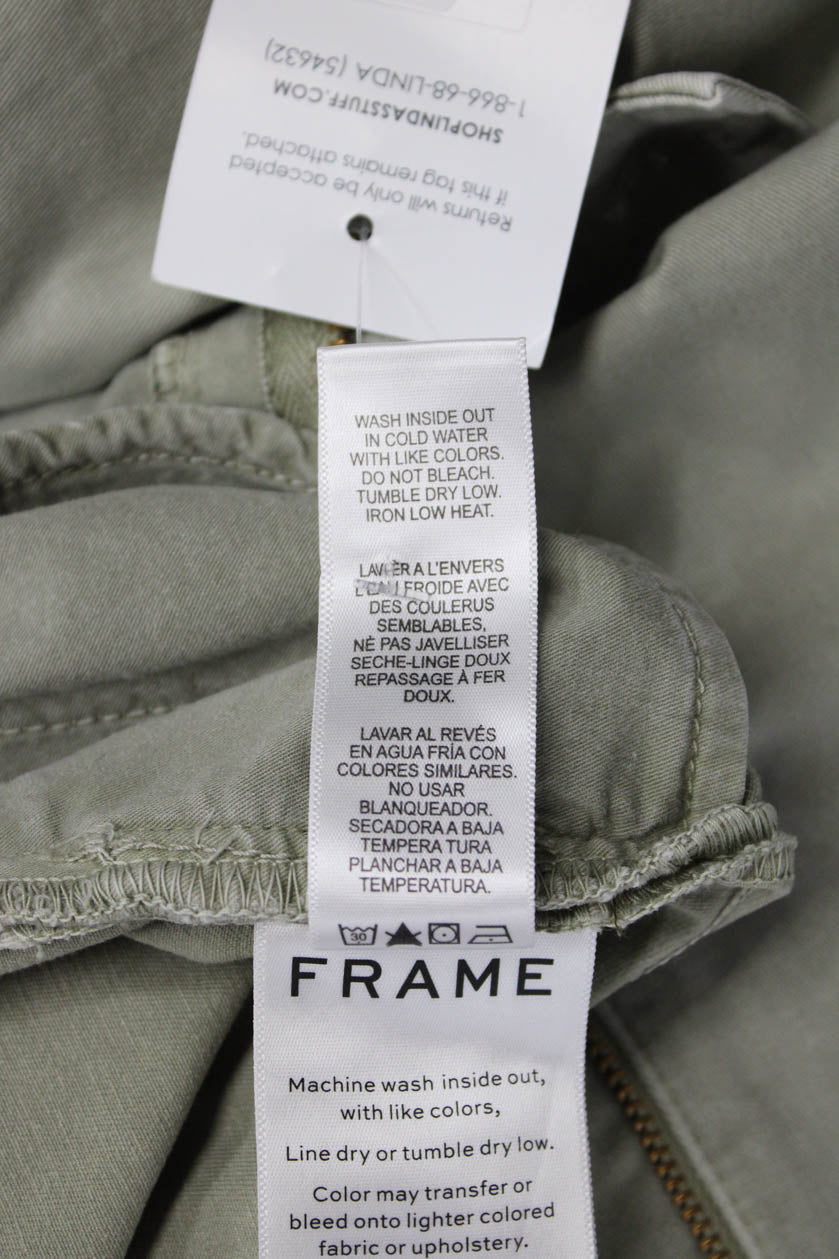 Returns will only be accepted
if this tag remains attached.
SHOPLINDASSTUFF.COM
1-866-68-LINDA (54632)
WASH INSIDE OUT
IN COLD WATER
WITH LIKE COLORS.
DO NOT BLEACH.
TUMBLE DRY LOW.
IRON LOW HEAT.
LAVER A L'ENVERS
L'EAU FROIDE AVEC
DES COULERUS
SEMBLABLES,
NÈ PAS JAVELLISER
SECHE-LINGE DOUX
REPASSAGE À FER
DOUX.
LAVAR AL REVÉS
EN AGUA FRÍA CON
COLORES SIMILARES.
NO USAR
BLANQUEADOR.
SECADORA A BAJA
TEMPERA TURA
PLANCHAR A BAJA
TEMPERATURA.
30
FRAME
Machine wash inside out,
with like colors,
Line dry or tumble dry low.
Color may transfer or
bleed onto lighter colored
fabric or upholstery.